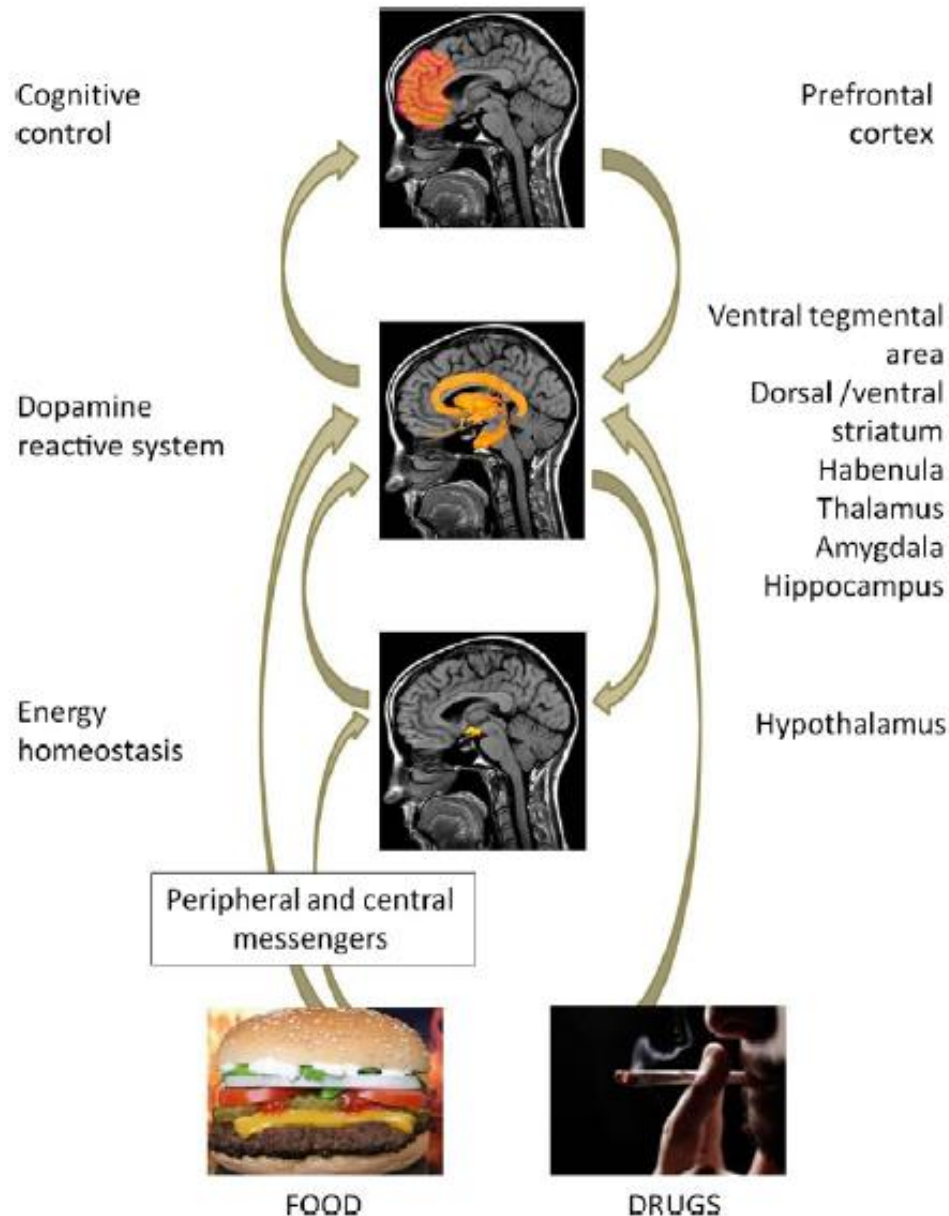 Cognitive
control
Prefrontal
cortex
Ventral tegmental
area
Dorsal /ventral
striatum
Habenula
Thalamus
Amygdala
Hippocampus
Dopamine
reactive system
Energy
homeostasis
Hypothalamus
Peripheral and central
messengers
FOOD
DRUGS